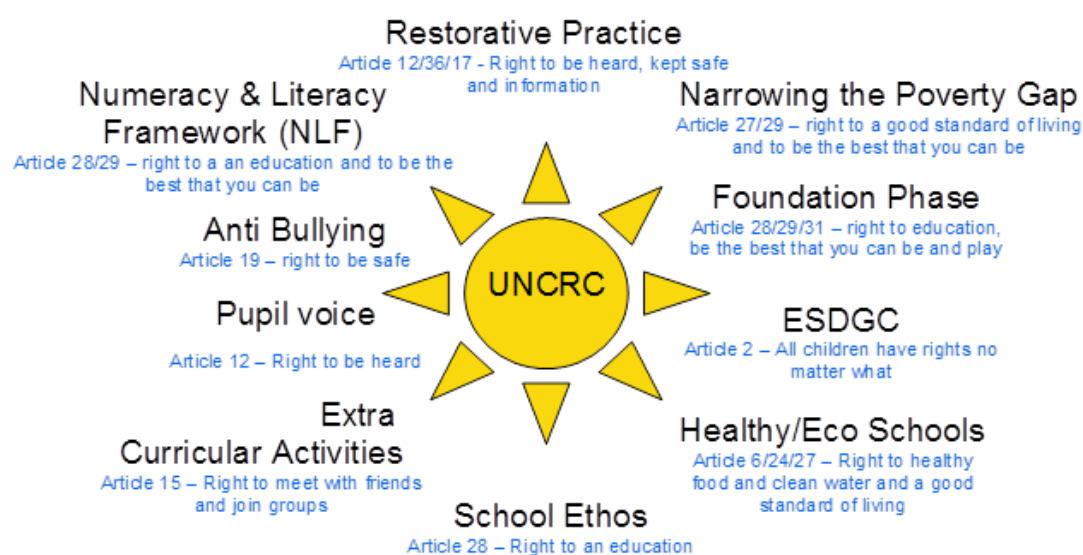 Restorative Practice
Article 12/36/17 - Right to be heard, kept safe
and information
Numeracy & Literacy
Framework (NLF)
Article 28/29 – right to a an education and to be the
best that you can be
Narrowing the Poverty Gap
Article 27/29 – right to a good standard of living
and to be the best that you can be
Anti Bullying
Article 19 – right to be safe
Foundation Phase
Article 28/29/31 – right to education,
be the best that you can be and play
UNCRC
Pupil voice
Article 12 – Right to be heard
ESDGC
Article 2 – All children have rights no
matter what
Extra
Curricular Activities
Article 15 – Right to meet with friends
and join groups
Healthy/Eco Schools
Article 6/24/27 – Right to healthy
food and clean water and a good
standard of living
School Ethos
Article 28 – Right to an education